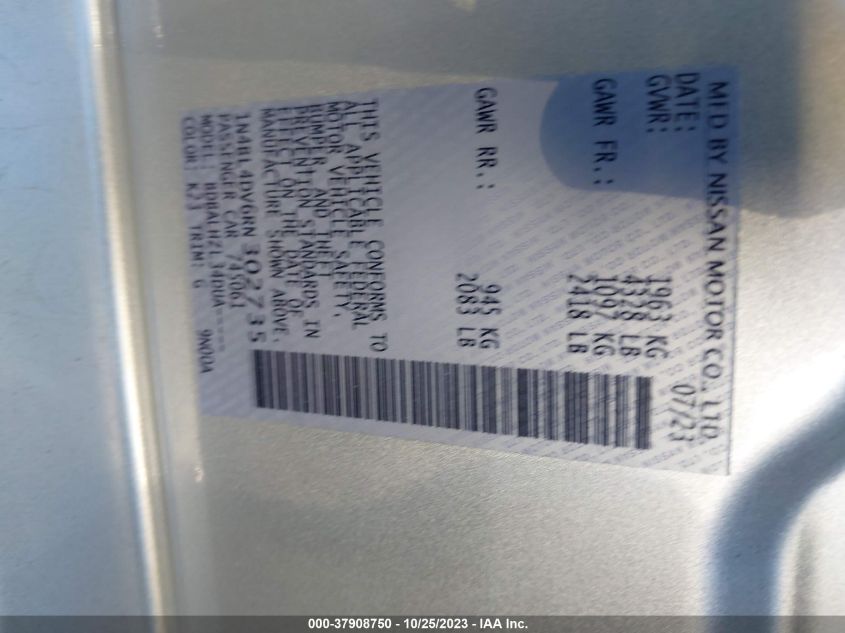 MFD BY NISSAN MOTOR CO., LTD.
DATE: 07/23
GVWR: 1963 KG
4328 LB
GAWR FR.: 1097 KG
2418 LB
GAWR RR.: 945 KG
2083 LB
THIS VEHICLE CONFORMS TO
ALL APPLICABLE FEDERAL
MOTOR VEHICLE SAFETY,
BUMPER, AND THEFT
PREVENTION STANDARDS IN
EFFECT ON THE DATE OF
MANUFACTURE SHOWN ABOVE.
1N4BL4DV6RN302735
PASSENGER CAR
MODEL:
COLOR: K23 TRIM: G
000-37908750 - 10/25/2023 - IAA Inc.